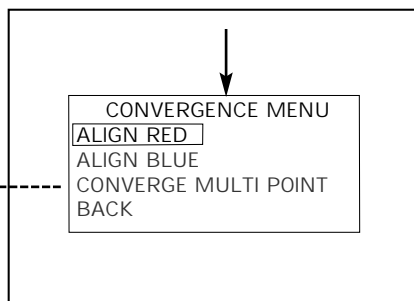 CONVERGENCE MENU
ALIGN RED
ALIGN BLUE
CONVERGE MULTI POINT
BACK